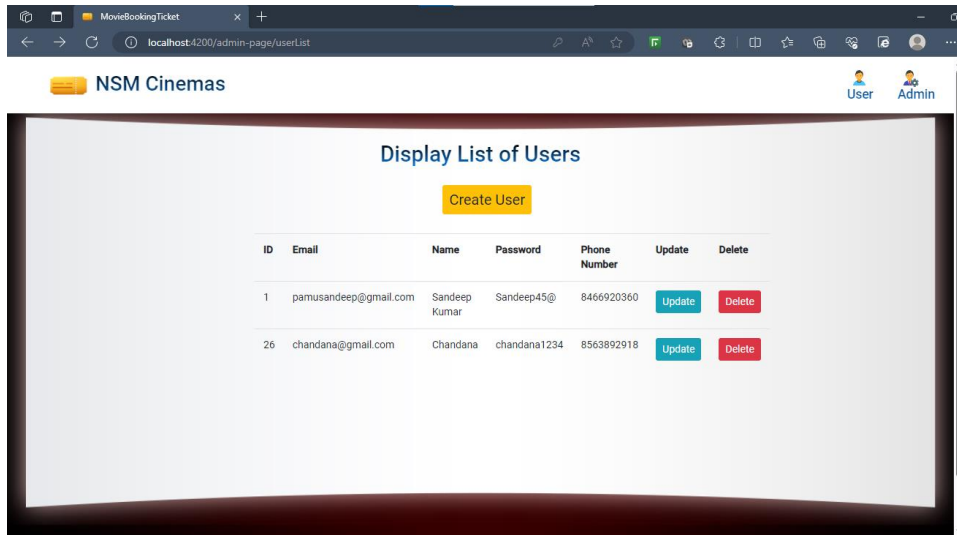 MovieBookingTicket
localhost:4200/admin-page/userList
NSM Cinemas
User Admin
Display List of Users
Create User
ID Email Name Password Phone Number Update Delete
1 pamusandeep@gmail.com Sandeep Kumar Sandeep45@ 8466920360 Update Delete
26 chandana@gmail.com Chandana chandana1234 8563892918 Update Delete